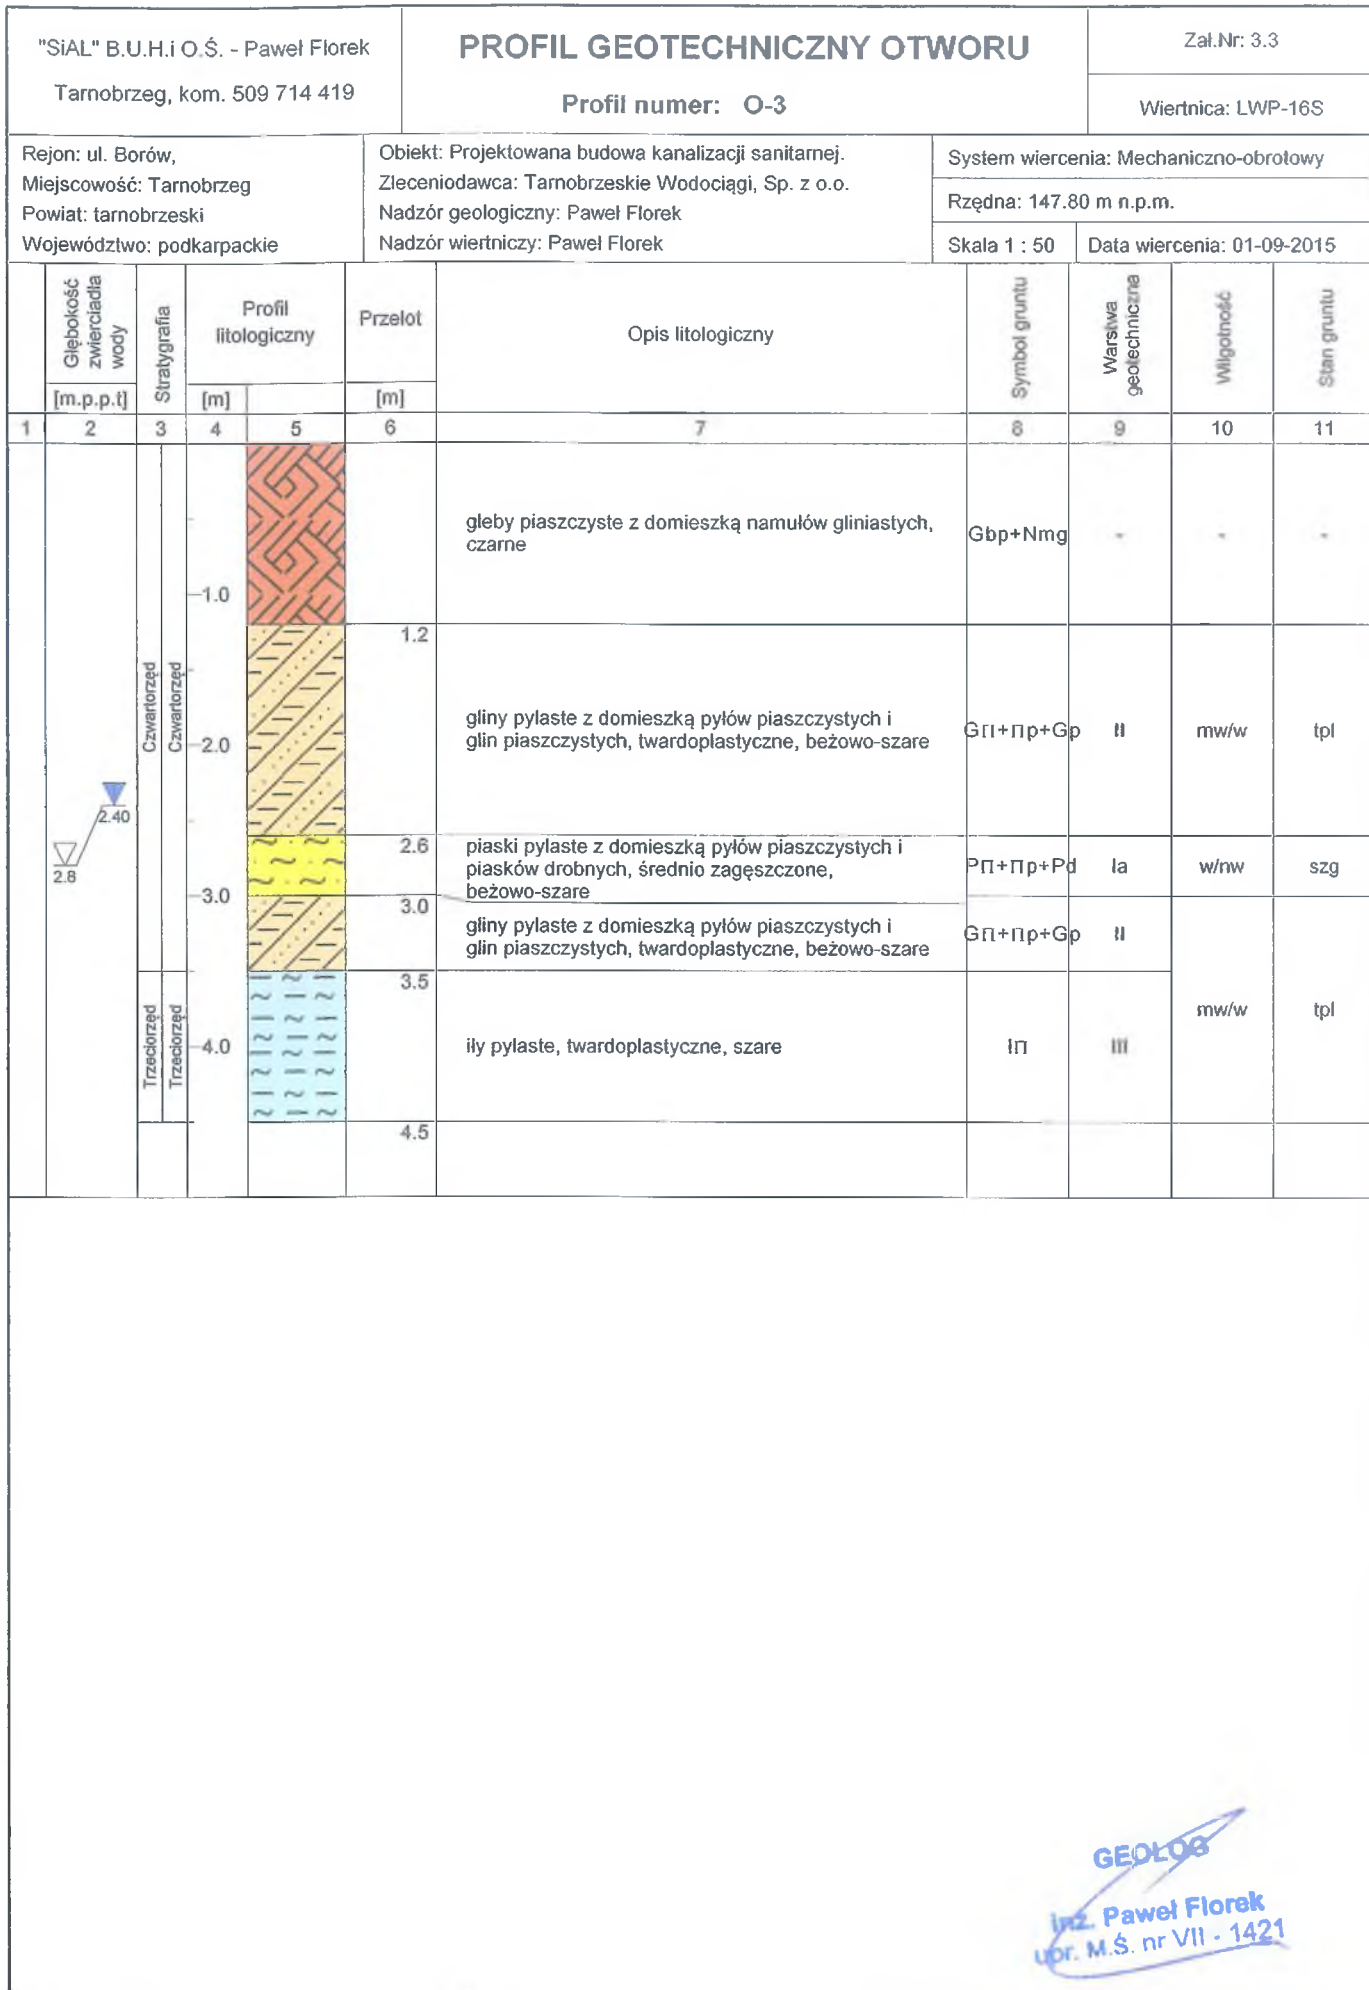 "SiAL" B.U.H.i O.Ś. - Paweł Florek
Tarnobrzeg, kom. 509 714 419
PROFIL GEOTECHNICZNY OTWORU
Profil numer: O-3
Zał.Nr: 3.3
Wiertnica: LWP-16S
Rejon: ul. Borów,
Miejscowość: Tarnobrzeg
Powiat: tarnobrzeski
Województwo: podkarpackie
Obiekt: Projektowana budowa kanalizacji sanitarnej.
Zleceniodawca: Tarnobrzeskie Wodociągi, Sp. z o.o.
Nadzór geologiczny: Paweł Florek
Nadzór wiertniczy: Paweł Florek
System wiercenia: Mechaniczno-obrotowy
Rzędna: 147.80 m n.p.m.
Skala 1 : 50
Data wiercenia: 01-09-2015
Głębokość
zwierciadła
wody
[m.p.p.t]
Stratygrafia
Profil
litologiczny
[m]
Przelot
[m]
Opis litologiczny
Symbol gruntu
Warstwa
geotechniczna
Wilgotność
Stan gruntu
1 2 3 4 5 6 7 8 9 10 11
gleby piaszczyste z domieszką namułów gliniastych,
czarne
Gbp+Nmg - - -
1.0
1.2
Czwartorzęd
Czwartorzęd
gliny pylaste z domieszką pyłów piaszczystych i
glin piaszczystych, twardoplastyczne, beżowo-szare
GΠ+Πp+Gp II mw/w tpl
2.0
2.40
2.8
2.6
piaski pylaste z domieszką pyłów piaszczystych i
piasków drobnych, średnio zagęszczone,
beżowo-szare
PΠ+Πp+Pd Ia w/nw szg
3.0
3.0
gliny pylaste z domieszką pyłów piaszczystych i
glin piaszczystych, twardoplastyczne, beżowo-szare
GΠ+Πp+Gp II
3.5
mw/w tpl
Trzeciorzęd
Trzeciorzęd
4.0
iły pylaste, twardoplastyczne, szare
IΠ III
4.5
GEOLOG
inż. Paweł Florek
upr. M.Ś. nr VII - 1421